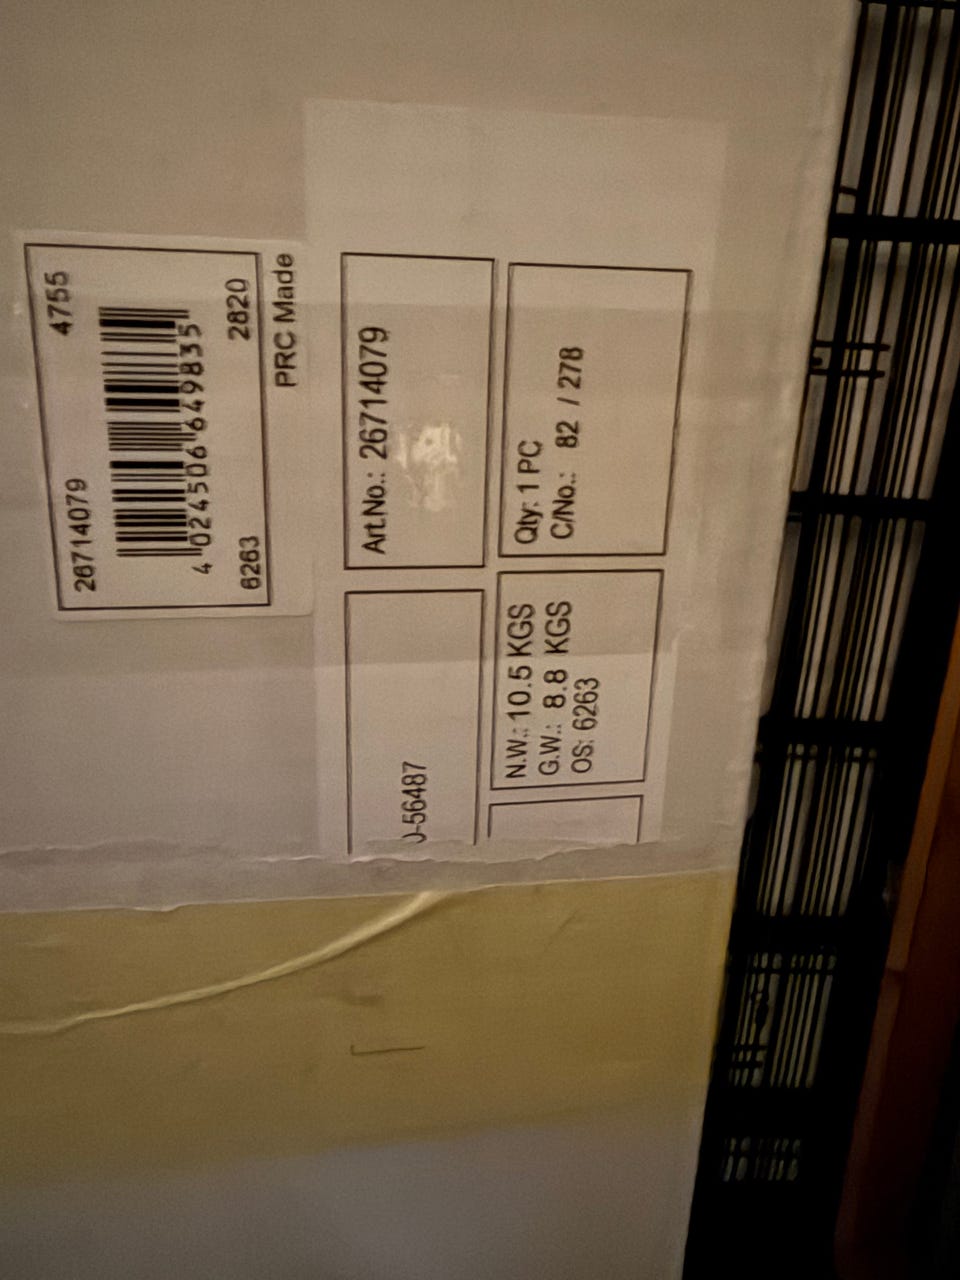 26714079 4755
4 024506 649835
6263 2820
PRC Made
Art.No.: 26714079
-56487
Qty: 1 PC
C/No.: 82 / 278
N.W.: 10.5 KGS
G.W.: 8.8 KGS
OS: 6263